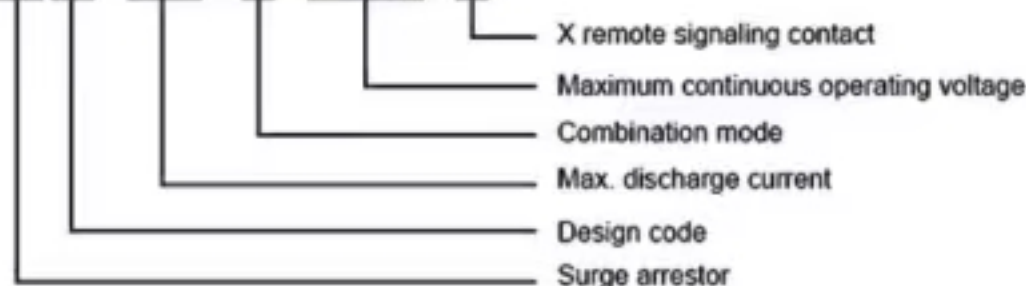 X remote signaling contact
Maximum continuous operating voltage
Combination mode
Max. discharge current
Design code
Surge arrestor